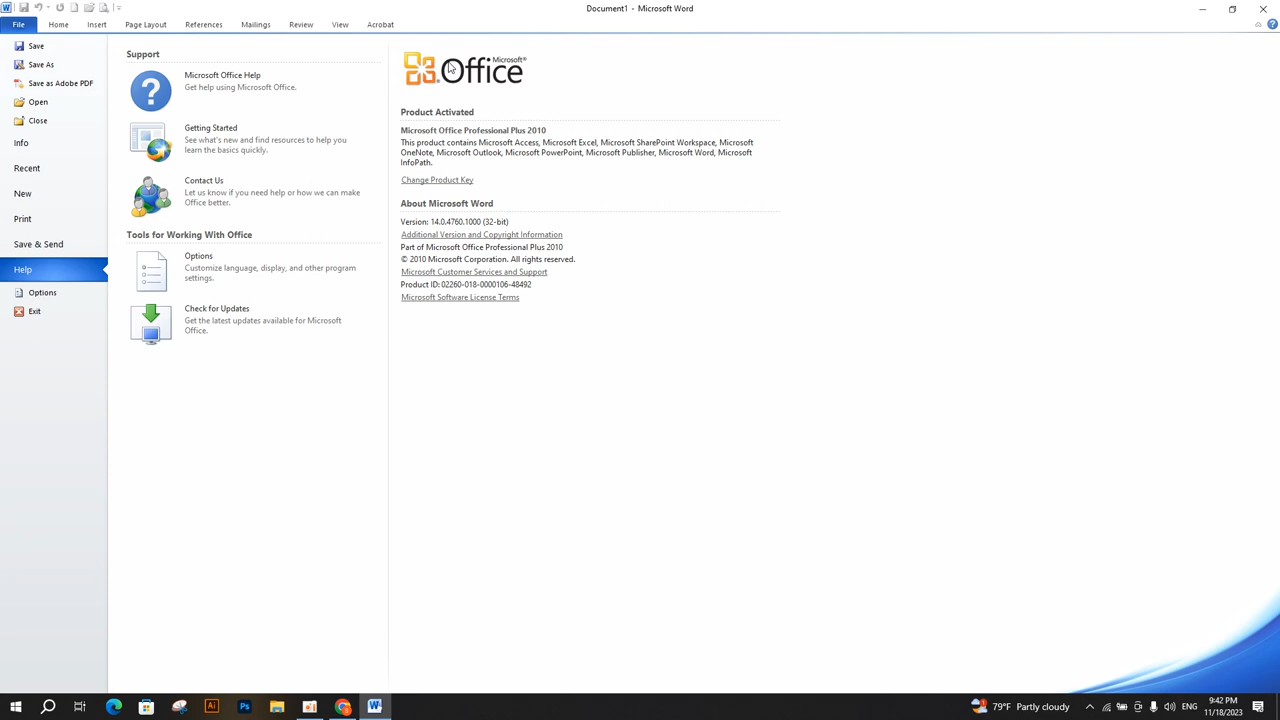 Document1 - Microsoft Word
File Home Insert Page Layout References Mailings Review View Acrobat
Save
Save As
Save as Adobe PDF
Open
Close
Info
Recent
New
Print
Save & Send
Help
Options
Exit
Support
Microsoft Office Help
Get help using Microsoft Office.
Getting Started
See what's new and find resources to help you
learn the basics quickly.
Contact Us
Let us know if you need help or how we can make
Office better.
Tools for Working With Office
Options
Customize language, display, and other program
settings.
Check for Updates
Get the latest updates available for Microsoft
Office.
Microsoft®
Office
Product Activated
Microsoft Office Professional Plus 2010
This product contains Microsoft Access, Microsoft Excel, Microsoft SharePoint Workspace, Microsoft
OneNote, Microsoft Outlook, Microsoft PowerPoint, Microsoft Publisher, Microsoft Word, Microsoft
InfoPath.
Change Product Key
About Microsoft Word
Version: 14.0.4760.1000 (32-bit)
Additional Version and Copyright Information
Part of Microsoft Office Professional Plus 2010
© 2010 Microsoft Corporation. All rights reserved.
Microsoft Customer Services and Support
Product ID: 02260-018-0000106-48492
Microsoft Software License Terms
Ai Ps W
79°F Partly cloudy
ENG
9:42 PM
11/18/2023